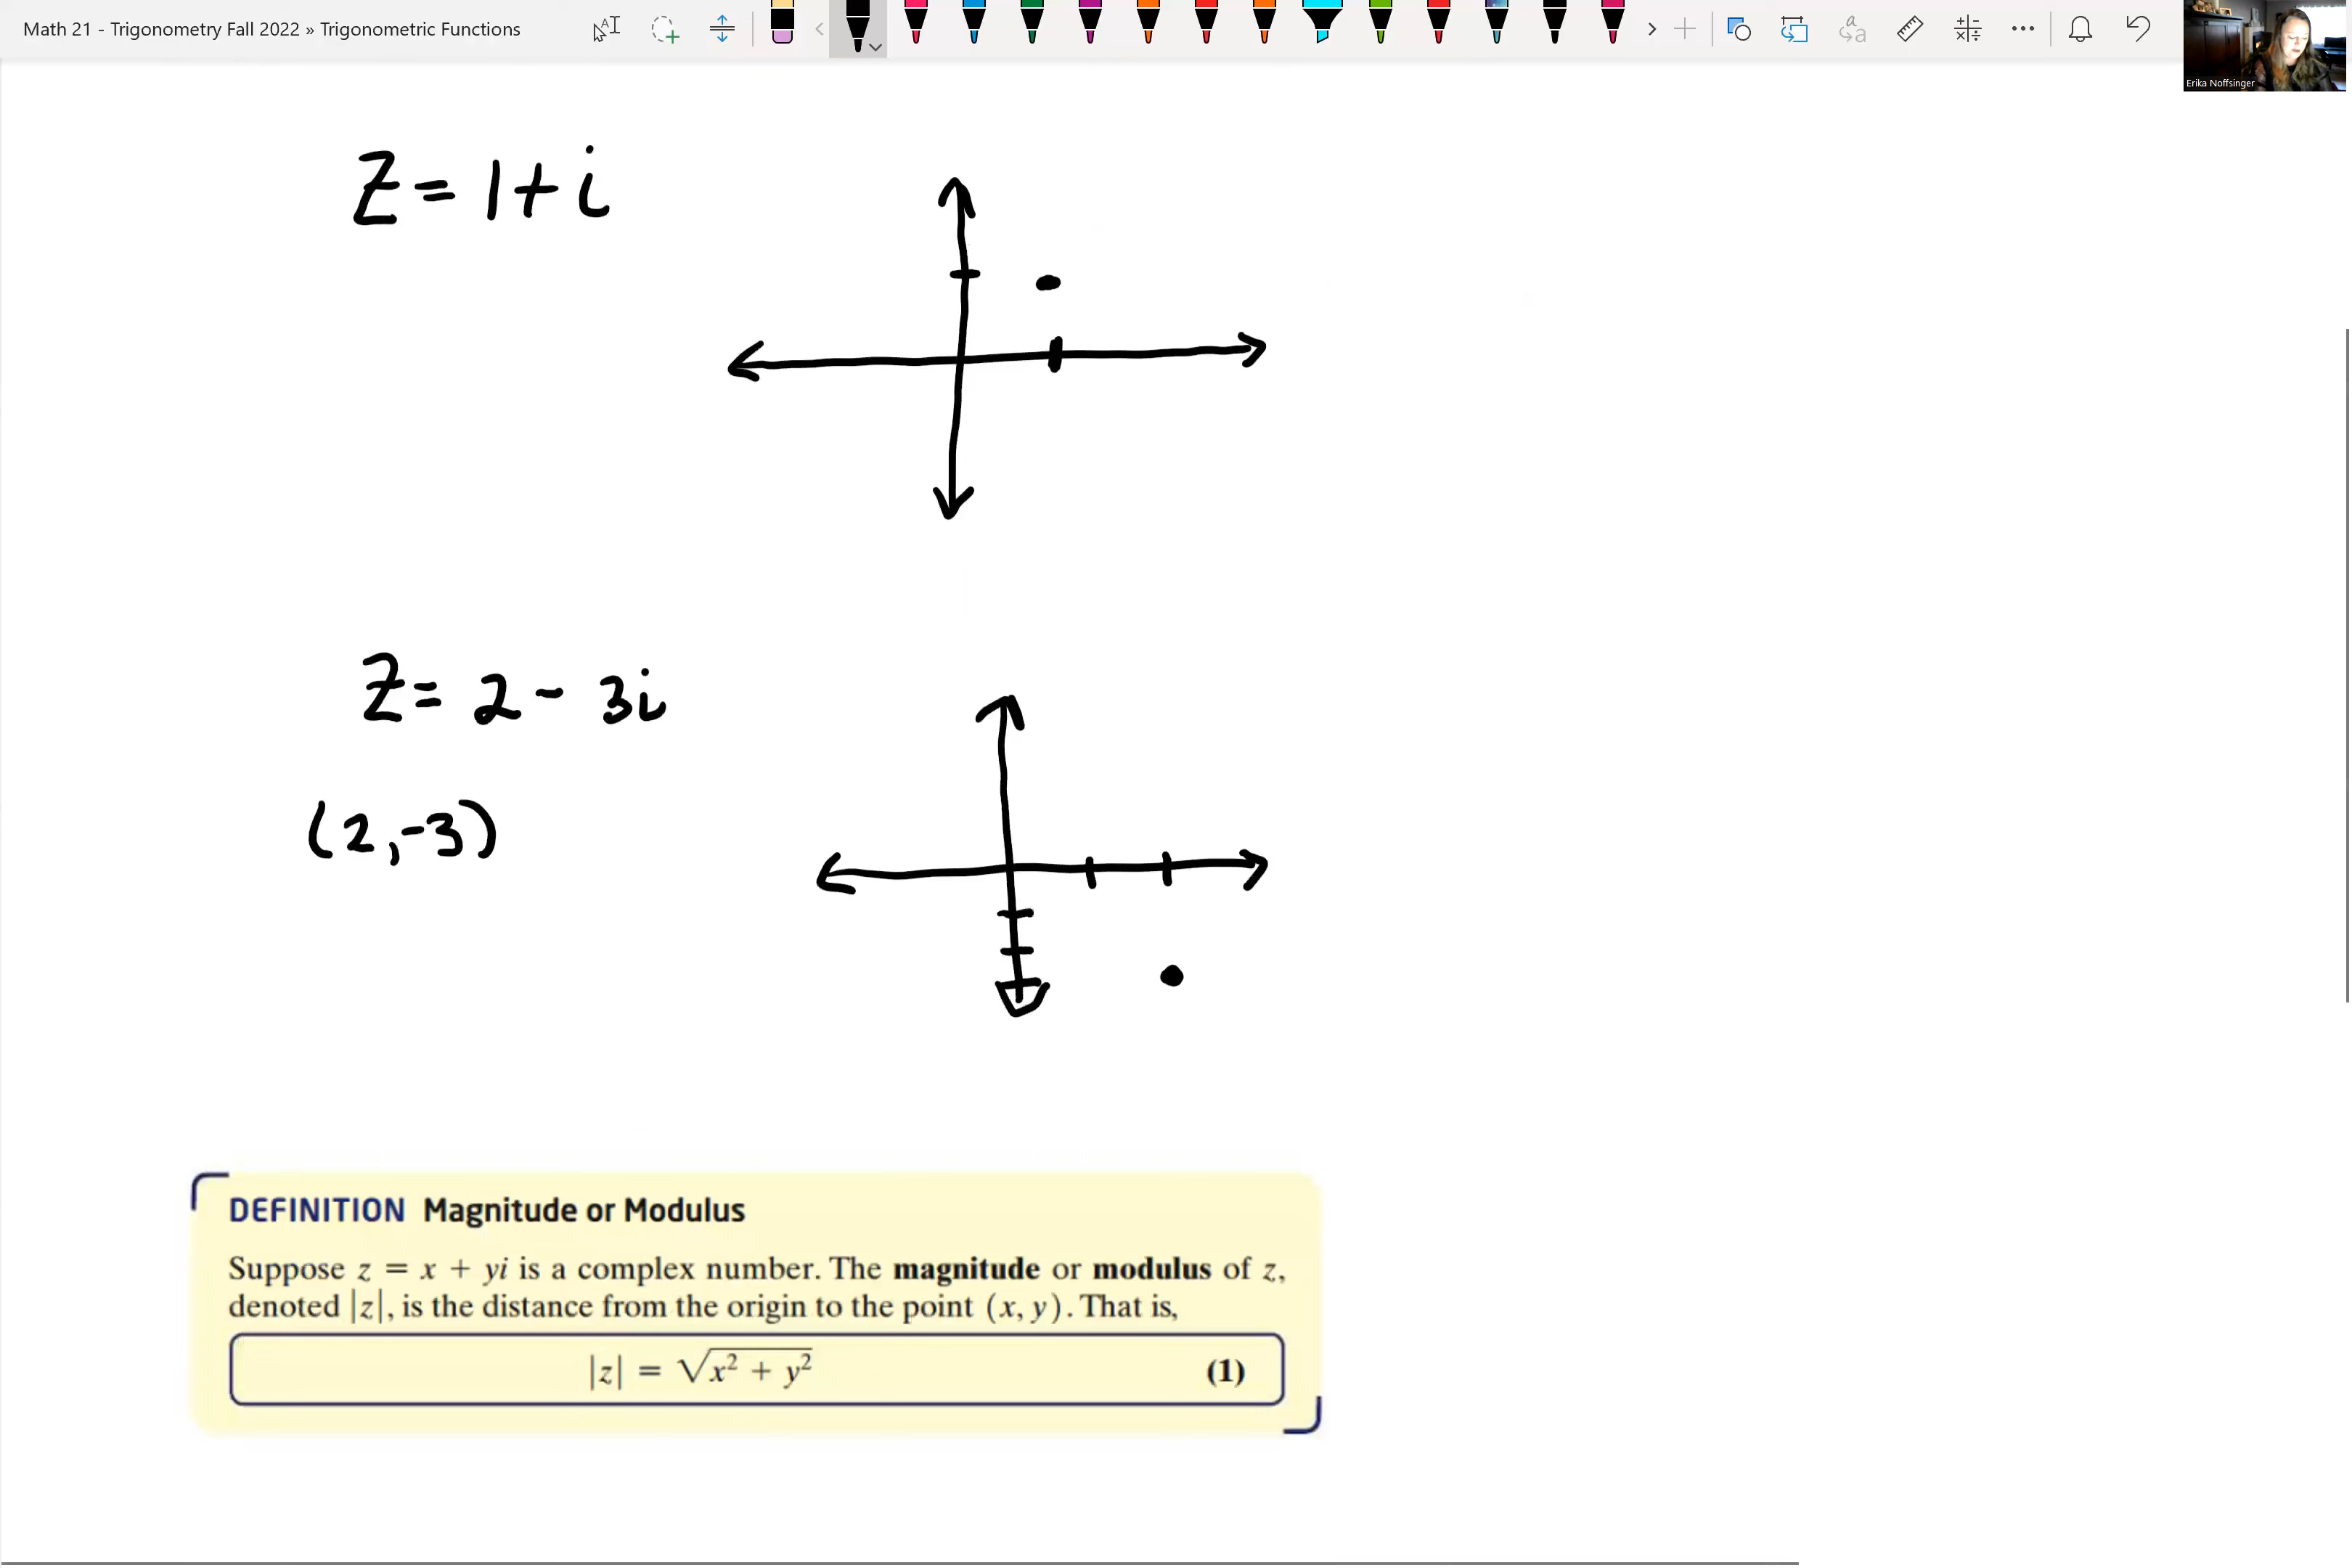 Math 21 - Trigonometry Fall 2022 » Trigonometric Functions
Erika Noffsinger
Z = 1 + i
Z = 2 - 3i
(2, -3)
DEFINITION Magnitude or Modulus
Suppose z = x + yi is a complex number. The magnitude or modulus of z,
denoted |z|, is the distance from the origin to the point (x, y). That is,
|z| = √x² + y² (1)